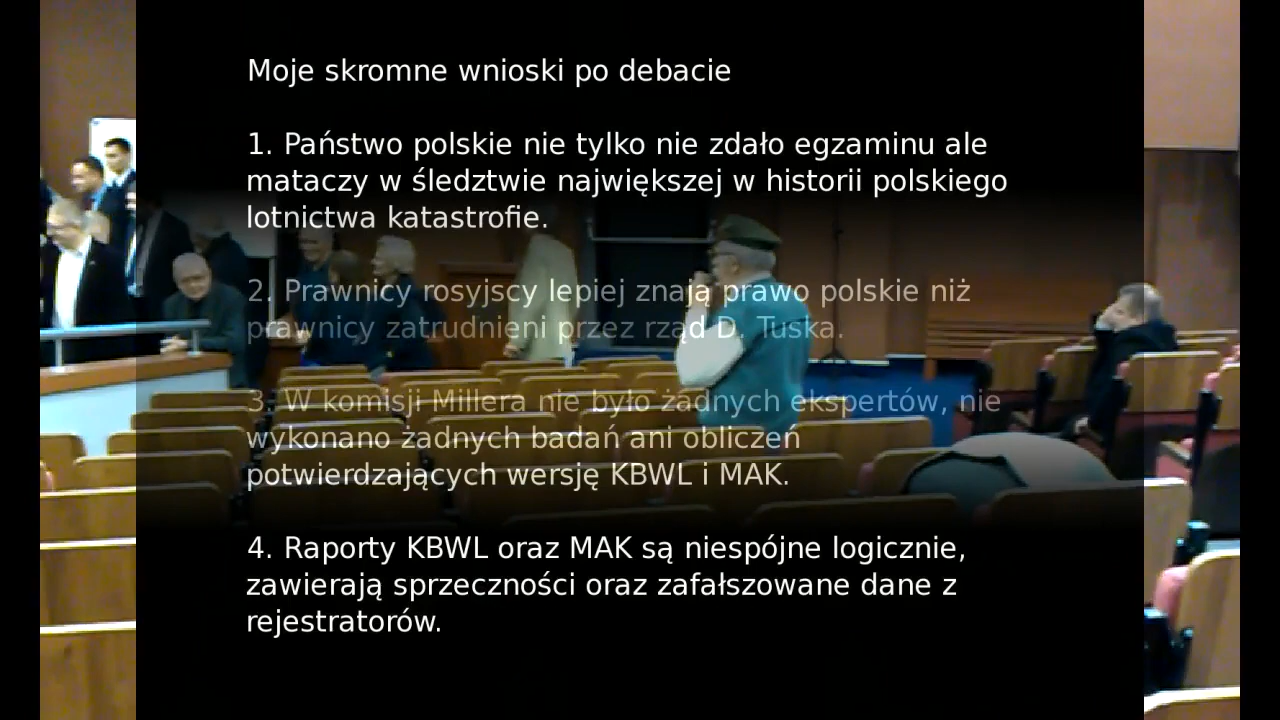 Moje skromne wnioski po debacie
1. Państwo polskie nie tylko nie zdało egzaminu ale
mataczy w śledztwie największej w historii polskiego
lotnictwa katastrofie.
2. Prawnicy rosyjscy lepiej znają prawo polskie niż
prawnicy zatrudnieni przez rząd D. Tuska.
3. W komisji Millera nie było żadnych ekspertów, nie
wykonano żadnych badań ani obliczeń
potwierdzających wersję KBWL i MAK.
4. Raporty KBWL oraz MAK są niespójne logicznie,
zawierają sprzeczności oraz zafałszowane dane z
rejestratorów.